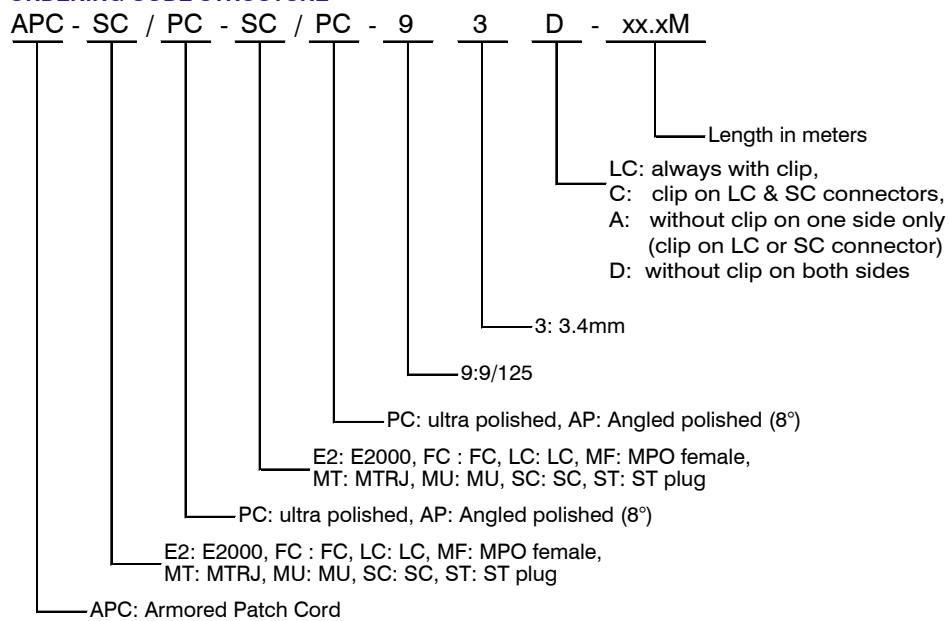 ORDERING CODE STRUCTURE
APC - SC / PC - SC / PC - 9 3 D - xx.xM
Length in meters
LC: always with clip,
C: clip on LC & SC connectors,
A: without clip on one side only
(clip on LC or SC connector)
D: without clip on both sides
3: 3.4mm
9:9/125
PC: ultra polished, AP: Angled polished (8°)
E2: E2000, FC : FC, LC: LC, MF: MPO female,
MT: MTRJ, MU: MU, SC: SC, ST: ST plug
PC: ultra polished, AP: Angled polished (8°)
E2: E2000, FC : FC, LC: LC, MF: MPO female,
MT: MTRJ, MU: MU, SC: SC, ST: ST plug
APC: Armored Patch Cord